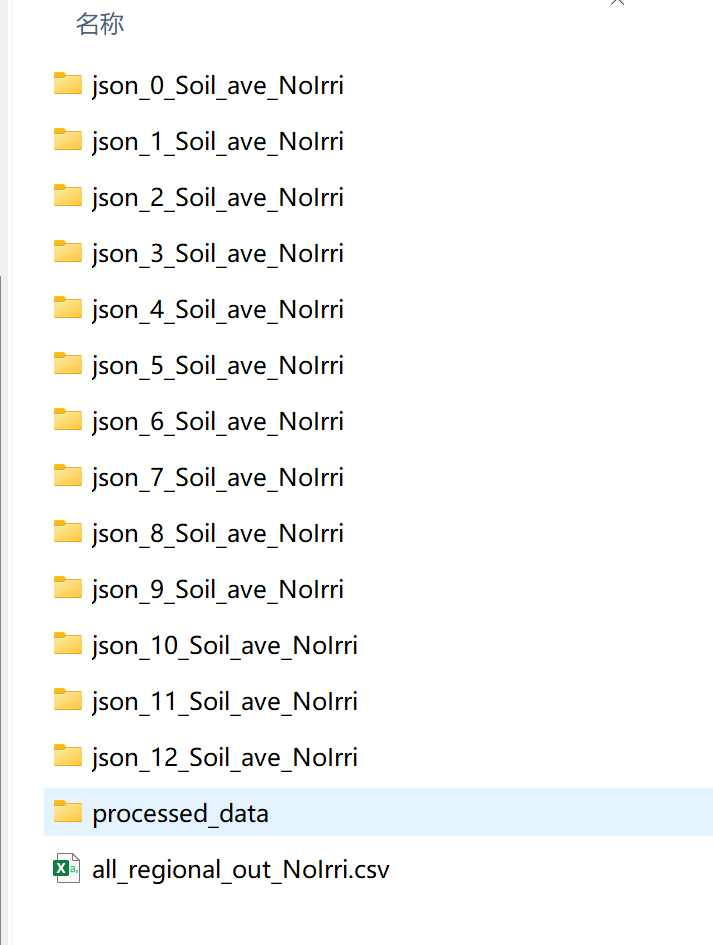 名称
json_0_Soil_ave_NoIrri
json_1_Soil_ave_NoIrri
json_2_Soil_ave_NoIrri
json_3_Soil_ave_NoIrri
json_4_Soil_ave_NoIrri
json_5_Soil_ave_NoIrri
json_6_Soil_ave_NoIrri
json_7_Soil_ave_NoIrri
json_8_Soil_ave_NoIrri
json_9_Soil_ave_NoIrri
json_10_Soil_ave_NoIrri
json_11_Soil_ave_NoIrri
json_12_Soil_ave_NoIrri
processed_data
all_regional_out_NoIrri.csv